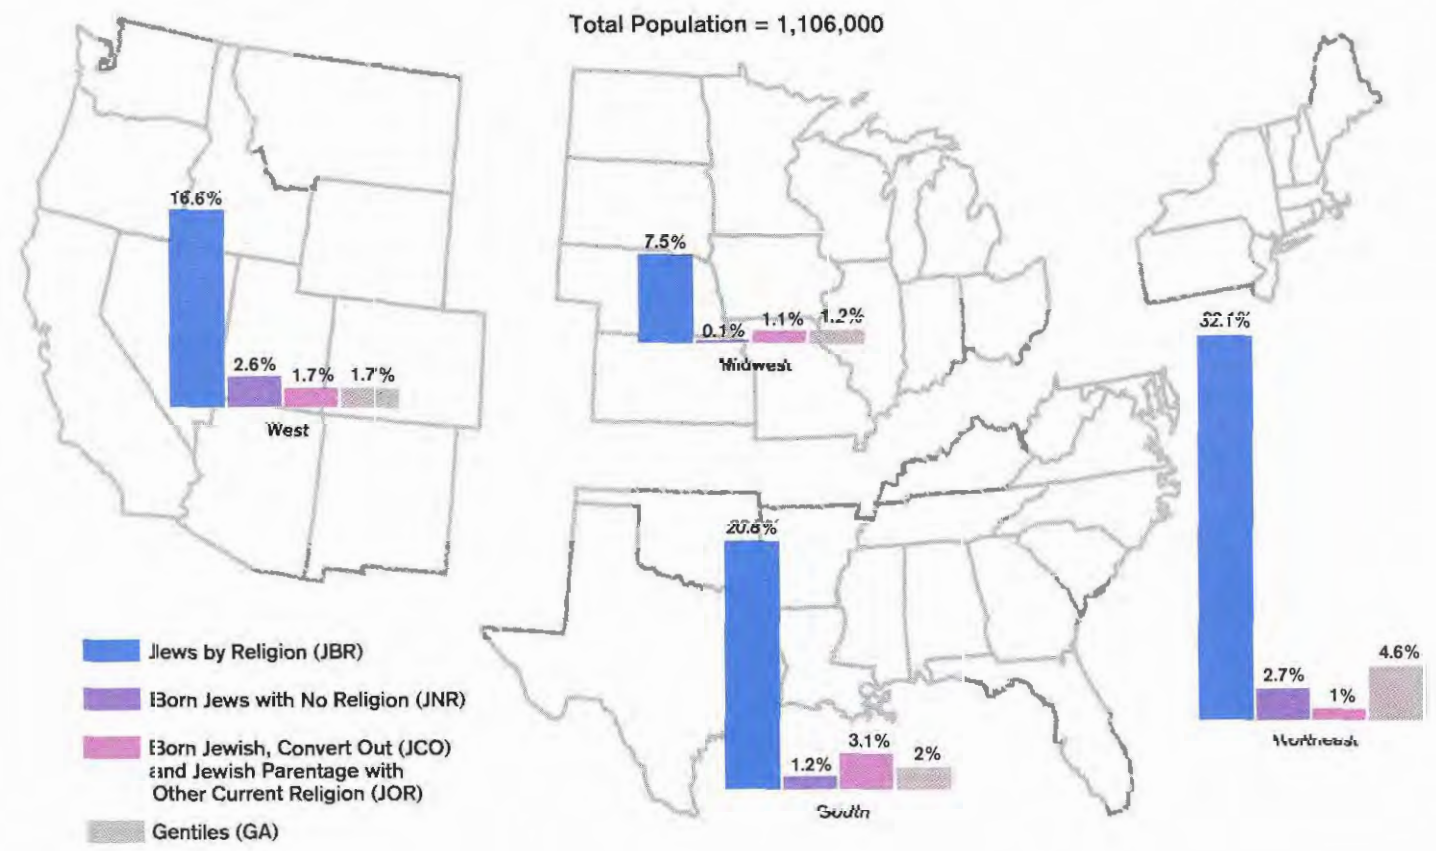 Total Population = 1,106,000
16.6%
2.6%
1.7%
1.7%
West
7.5%
0.1%
1.1%
1.2%
Midwest
32.1%
2.7%
1%
4.6%
Northeast
20.8%
1.2%
3.1%
2%
South
Jews by Religion (JBR)
Born Jews with No Religion (JNR)
Born Jewish, Convert Out (JCO)
and Jewish Parentage with
Other Current Religion (JOR)
Gentiles (GA)